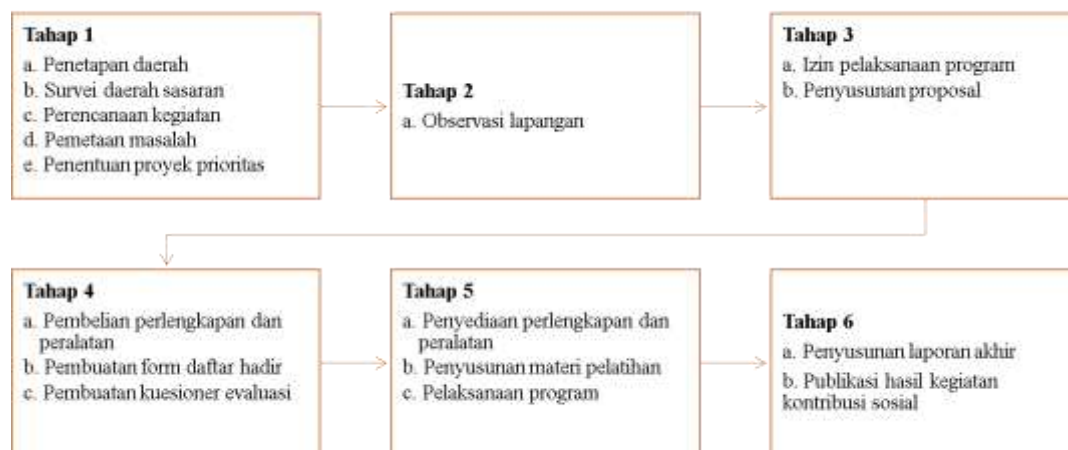 Tahap 1
a. Penetapan daerah
b. Survei daerah sasaran
c. Perencanaan kegiatan
d. Pemetaan masalah
e. Penentuan proyek prioritas
Tahap 2
a. Observasi lapangan
Tahap 3
a. Izin pelaksanaan program
b. Penyusunan proposal
Tahap 4
a. Pembelian perlengkapan dan
peralatan
b. Pembuatan form daftar hadir
c. Pembuatan kuesioner evaluasi
Tahap 5
a. Penyediaan perlengkapan dan
peralatan
b. Penyusunan materi pelatihan
c. Pelaksanaan program
Tahap 6
a. Penyusunan laporan akhir
b. Publikasi hasil kegiatan
kontribusi sosial